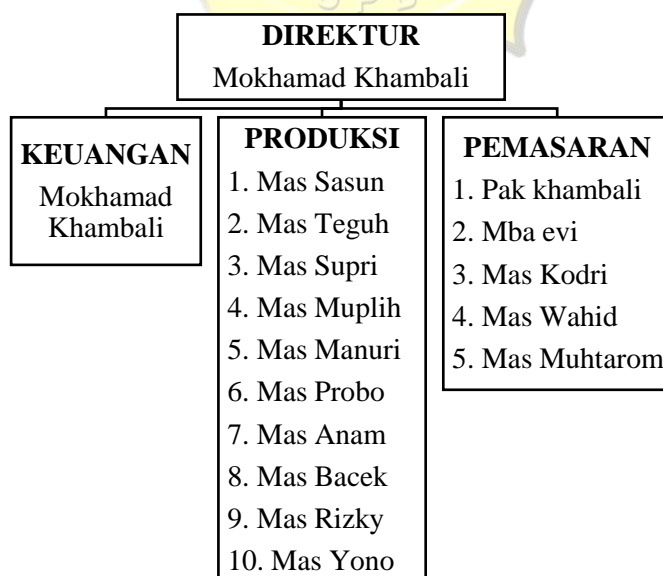 DIREKTUR
Mokhamad Khambali
KEUANGAN
Mokhamad
Khambali
PRODUKSI
1. Mas Sasun
2. Mas Teguh
3. Mas Supri
4. Mas Muplih
5. Mas Manuri
6. Mas Probo
7. Mas Anam
8. Mas Bacek
9. Mas Rizky
10. Mas Yono
PEMASARAN
1. Pak khambali
2. Mba evi
3. Mas Kodri
4. Mas Wahid
5. Mas Muhtarom